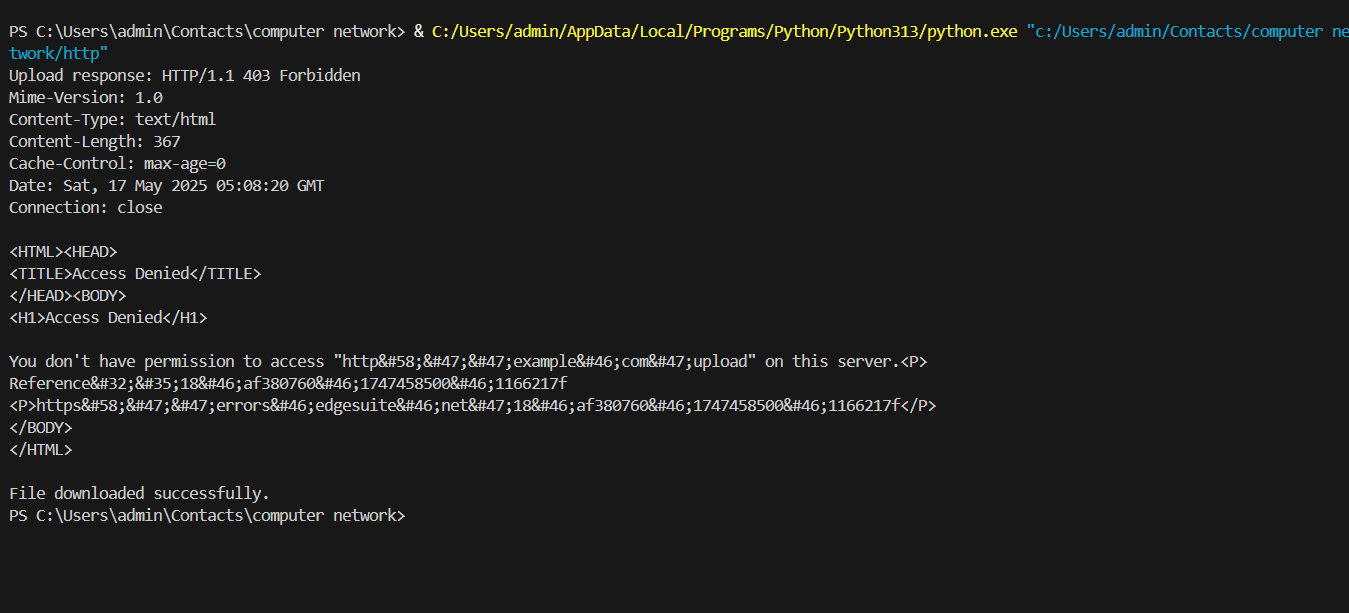 PS C:\Users\admin\Contacts\computer network> & C:/Users/admin/AppData/Local/Programs/Python/Python313/python.exe "c:/Users/admin/Contacts/computer ne
twork/http"
Upload response: HTTP/1.1 403 Forbidden
Mime-Version: 1.0
Content-Type: text/html
Content-Length: 367
Cache-Control: max-age=0
Date: Sat, 17 May 2025 05:08:20 GMT
Connection: close

<HTML><HEAD>
<TITLE>Access Denied</TITLE>
</HEAD><BODY>
<H1>Access Denied</H1>

You don't have permission to access "http&#58;&#47;&#47;example&#46;com&#47;upload" on this server.<P>
Reference&#32;&#35;18&#46;af380760&#46;1747458500&#46;1166217f
<P>https&#58;&#47;&#47;errors&#46;edgesuite&#46;net&#47;18&#46;af380760&#46;1747458500&#46;1166217f</P>
</BODY>
</HTML>

File downloaded successfully.
PS C:\Users\admin\Contacts\computer network>